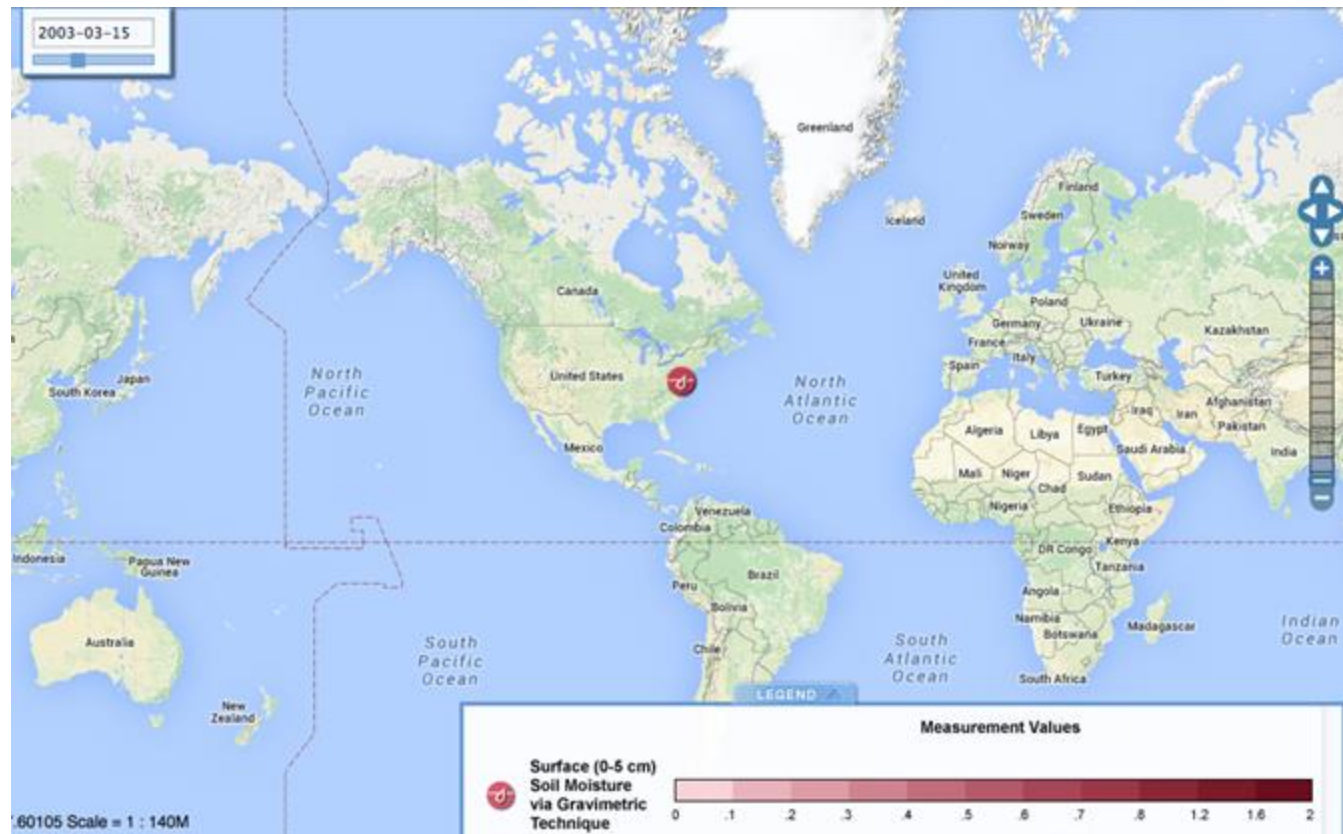 2003-03-15
Greenland
Finland
Iceland
Sweden
Norway
United
Kingdom
Canada
Poland
Germany
Ukraine
Kazakhstan
France
Italy
Spain
Turkey
North
Pacific
Ocean
United States
North
Atlantic
Ocean
Japan
South Korea
Afghanistan
Iraq
Iran
Pakistan
Algeria
Libya
Egypt
Saudi Arabia
India
Mexico
Mali
Niger
Chad
Sudan
Nigeria
Ethiopia
Venezuela
Colombia
Kenya
DR Congo
Tanzania
Indonesia
Papua New
Guinea
Peru
Brazil
Angola
Bolivia
Namibia
Botswana
Madagascar
Indian
Ocean
Australia
South
Pacific
Ocean
Chile
South
Atlantic
Ocean
South Africa
New
Zealand
LEGEND
Measurement Values
Surface (0-5 cm)
Soil Moisture
via Gravimetric
Technique
0 .1 .2 .3 .4 .5 .6 .7 .8 1.2 1.6 2
.60105 Scale = 1 : 140M